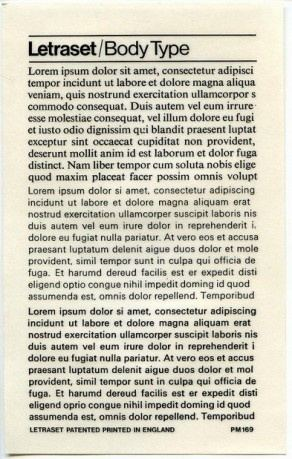 Letraset/Body Type
Lorem ipsum dolor sit amet, consectetur adipisci
tempor incidunt ut labore et dolore magna aliqua
veniam, quis nostrund exercitation ullamcorpor s
commodo consequat. Duis autem vel eum irrure
esse molestiae consequat, vel illum dolore eu fugi
et iusto odio dignissim qui blandit praesent luptat
exceptur sint occaecat cupiditat non provident,
deserunt mollit anim id est laborum et dolor fuga
distinct. Nam liber tempor cum soluta nobis elige
quod maxim placeat facer possim omnis volupt
Lorem ipsum dolor si amet, consectetur adipiscing
incidunt ut labore et dolore magna aliquam erat
nostrud exercitation ullamcorper suscipit laboris nis
duis autem vel eum irure dolor in reprehenderit i
dolore eu fugiat nulla pariatur. At vero eos et accusa
praesant luptatum delenit aigue duos dolor et mole
provident, simil tempor sunt in culpa qui officia de
fuga. Et harumd dereud facilis est er expedit disti
eligend optio congue nihil impedit doming id quod
assumenda est, omnis dolor repellend. Temporibud
Lorem ipsum dolor si amet, consectetur adipiscing
incidunt ut labore et dolore magna aliquam erat
nostrud exercitation ullamcorper suscipit laboris nis
duis autem vel eum irure dolor in reprehenderit i
dolore eu fugiat nulla pariatur. At vero eos et accus
praesant luptatum delenit aigue duos dolor et mole
provident, simil tempor sunt in culpa qui officia de
fuga. Et harumd dereud facilis est er expedit disti
eligend optio congue nihil impedit doming id quod
assumenda est, omnis dolor repellend. Temporibud
LETRASET PATENTED PRINTED IN ENGLAND PM169